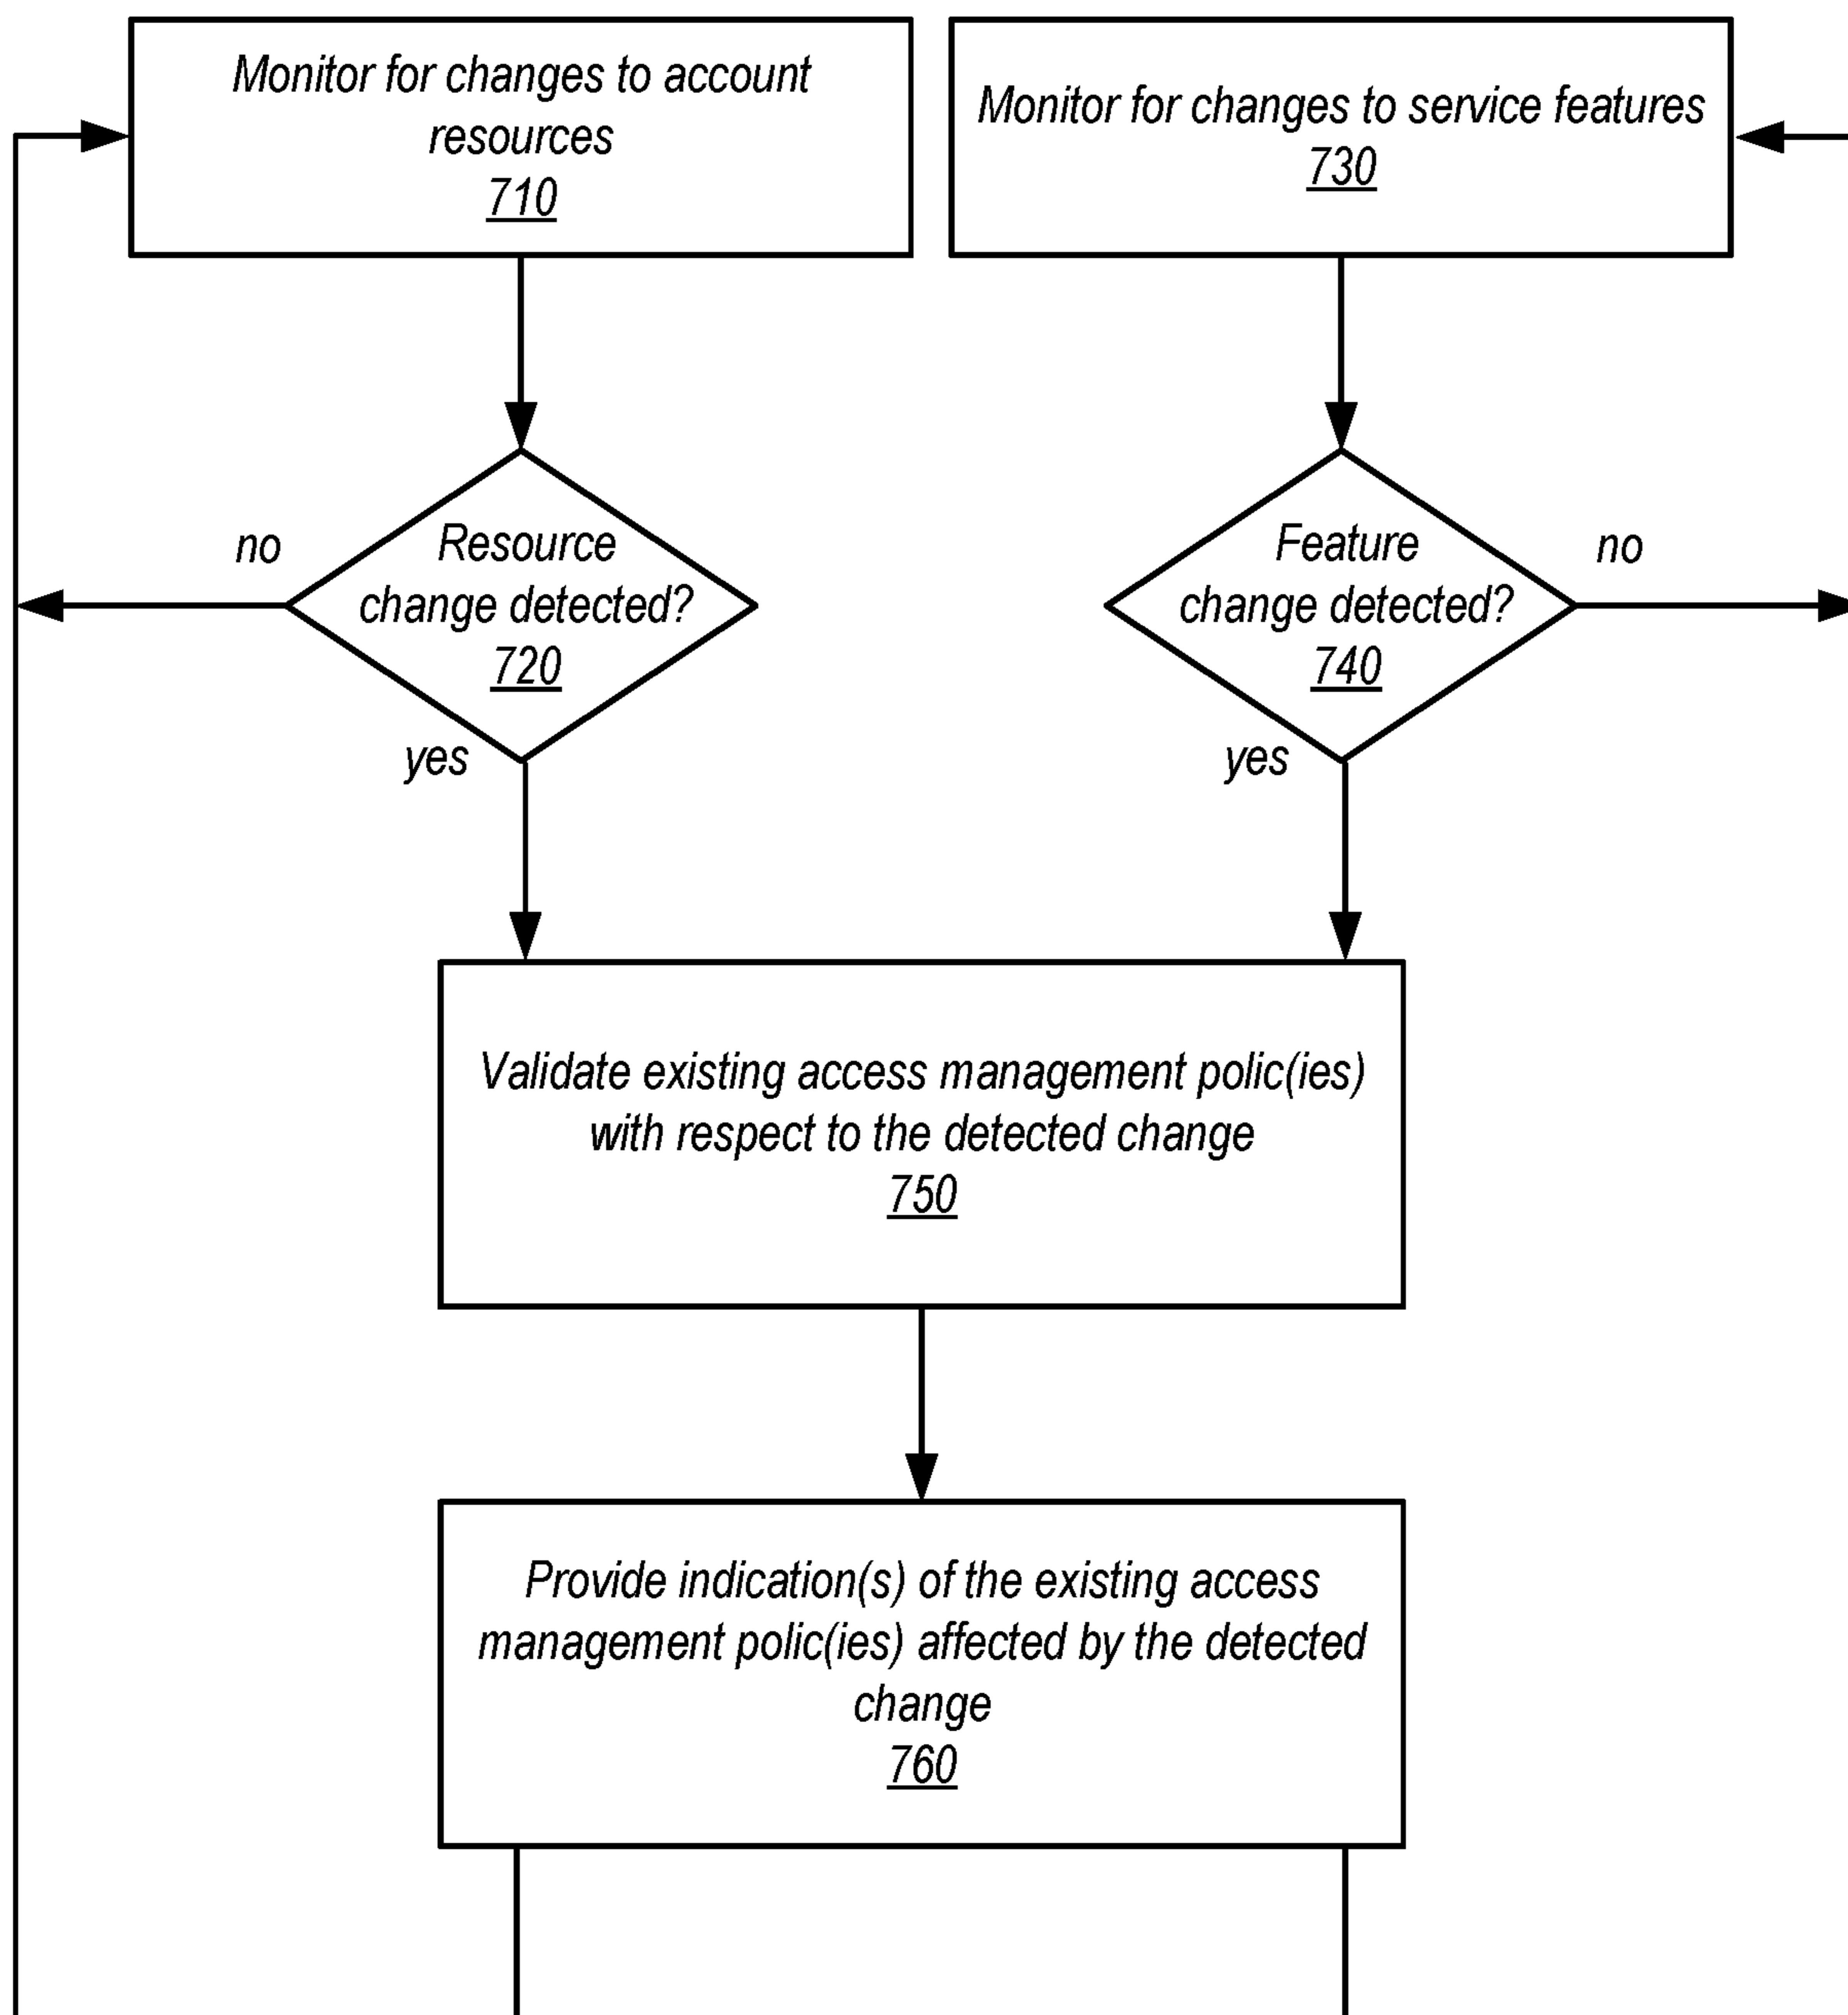 Monitor for changes to account
resources
710
Monitor for changes to service features
730
no
Resource
change detected?
720
yes
Feature
change detected?
740
no
yes
Validate existing access management polic(ies)
with respect to the detected change
750
Provide indication(s) of the existing access
management polic(ies) affected by the detected
change
760